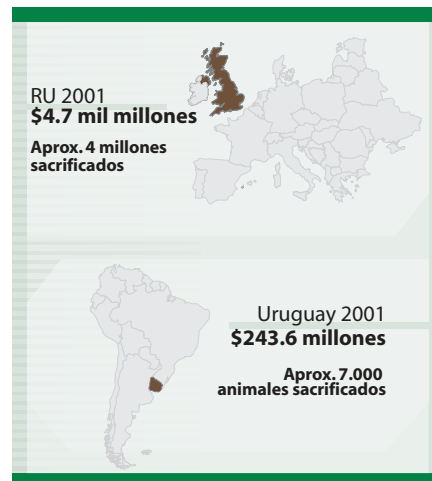 RU 2001
$4.7 mil millones
Aprox. 4 millones
sacrificados
Uruguay 2001
$243.6 millones
Aprox. 7.000
animales sacrificados